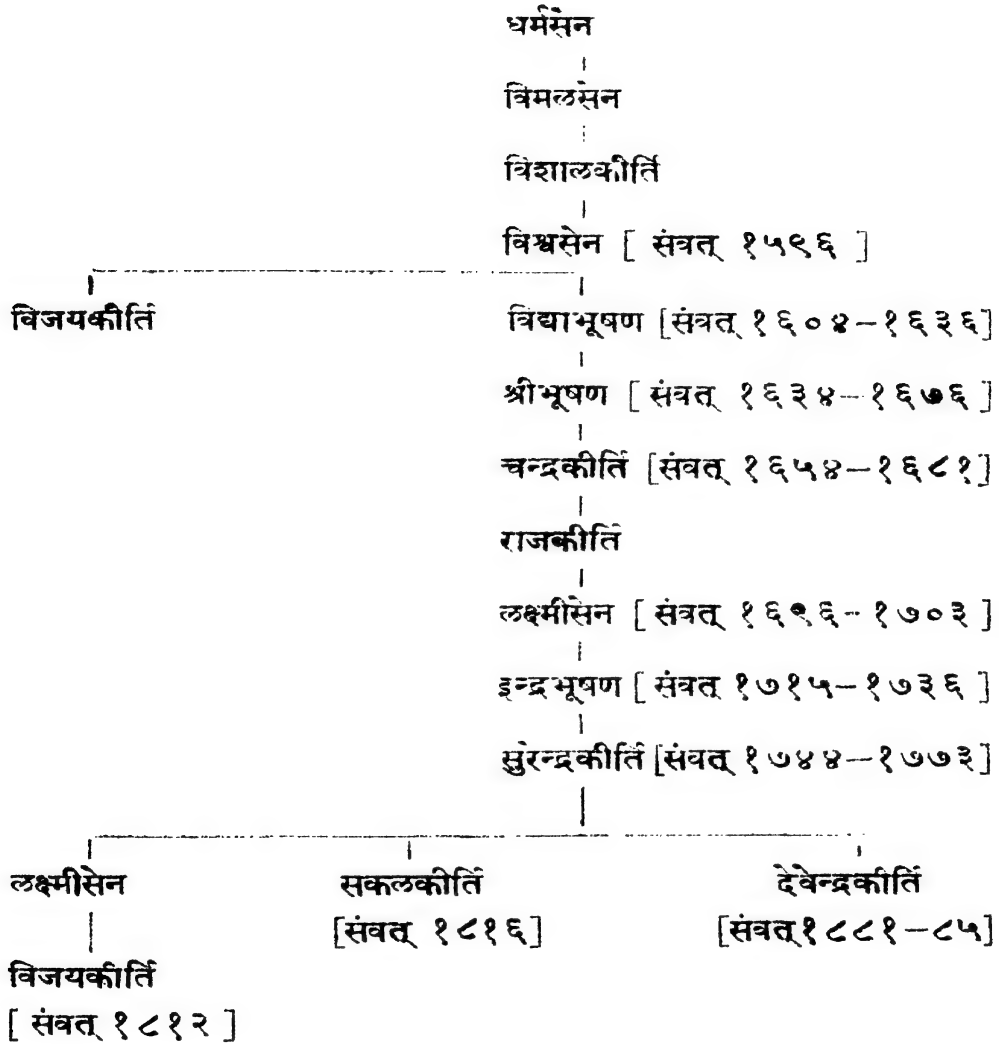 धर्मसेन
विमलसेन
विशालकीर्ति
विश्वसेन [ संवत् १५९६ ]
विजयकीर्ति विद्याभूषण [संवत् १६०४-१६३६]
श्रीभूषण [ संवत् १६३४-१६७६ ]
चन्द्रकीर्ति [संवत् १६५४-१६८१]
राजकीर्ति
लक्ष्मीसेन [ संवत् १६९६-१७०३ ]
इन्द्रभूषण [ संवत् १७१५-१७३६ ]
सुरेन्द्रकीर्ति [संवत् १७४४-१७७३]
लक्ष्मीसेन सकलकीर्ति देवेन्द्रकीर्ति
[संवत् १८१६] [संवत् १८८१-८५]
विजयकीर्ति
[ संवत् १८१२ ]